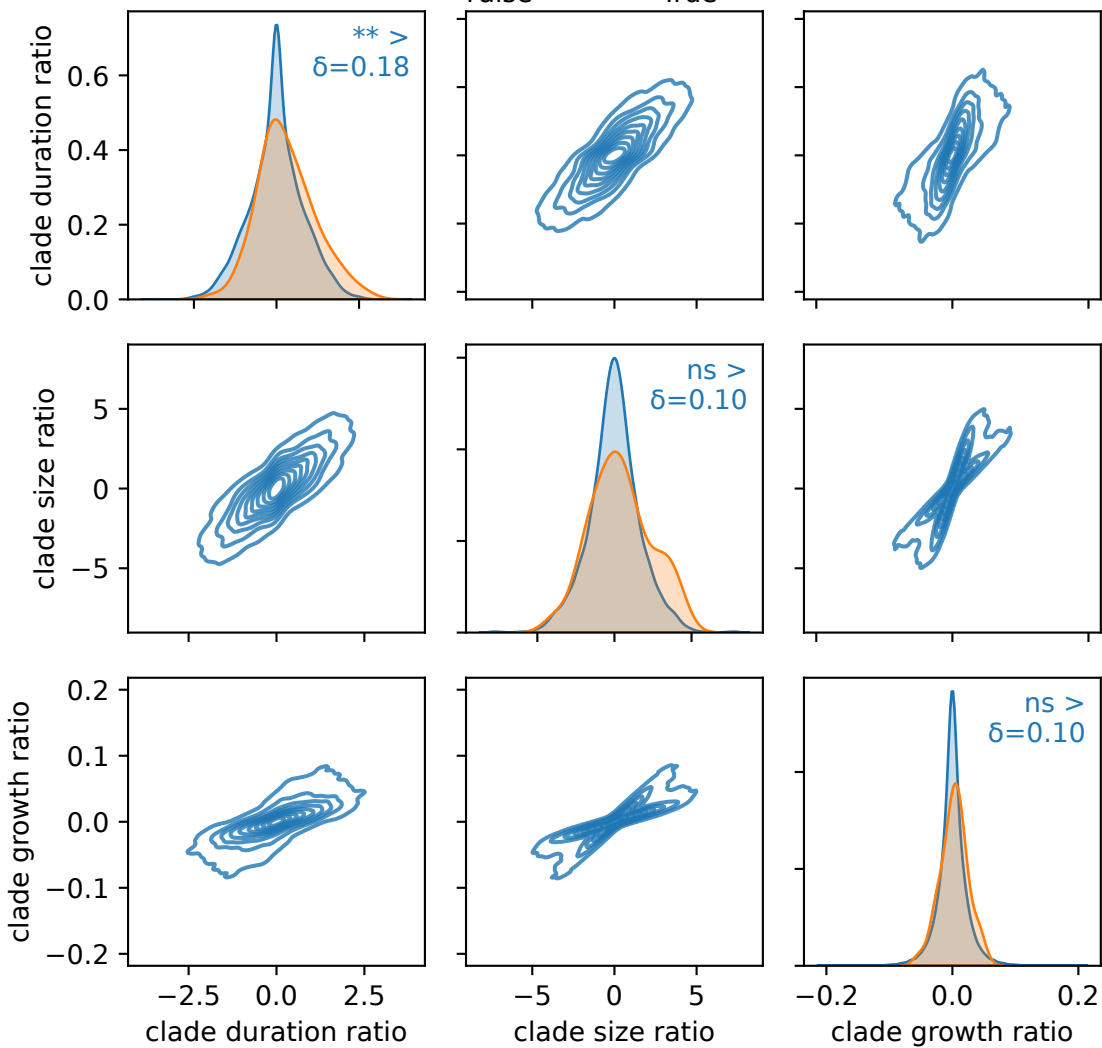 clade duration ratio
0.6
0.4
0.2
0.0
** >
δ=0.18
clade size ratio
5
0
−5
ns >
δ=0.10
clade growth ratio
0.2
0.1
0.0
−0.1
−0.2
ns >
δ=0.10
−2.5 0.0 2.5
−5 0 5
−0.2 0.0 0.2
clade duration ratio
clade size ratio
clade growth ratio